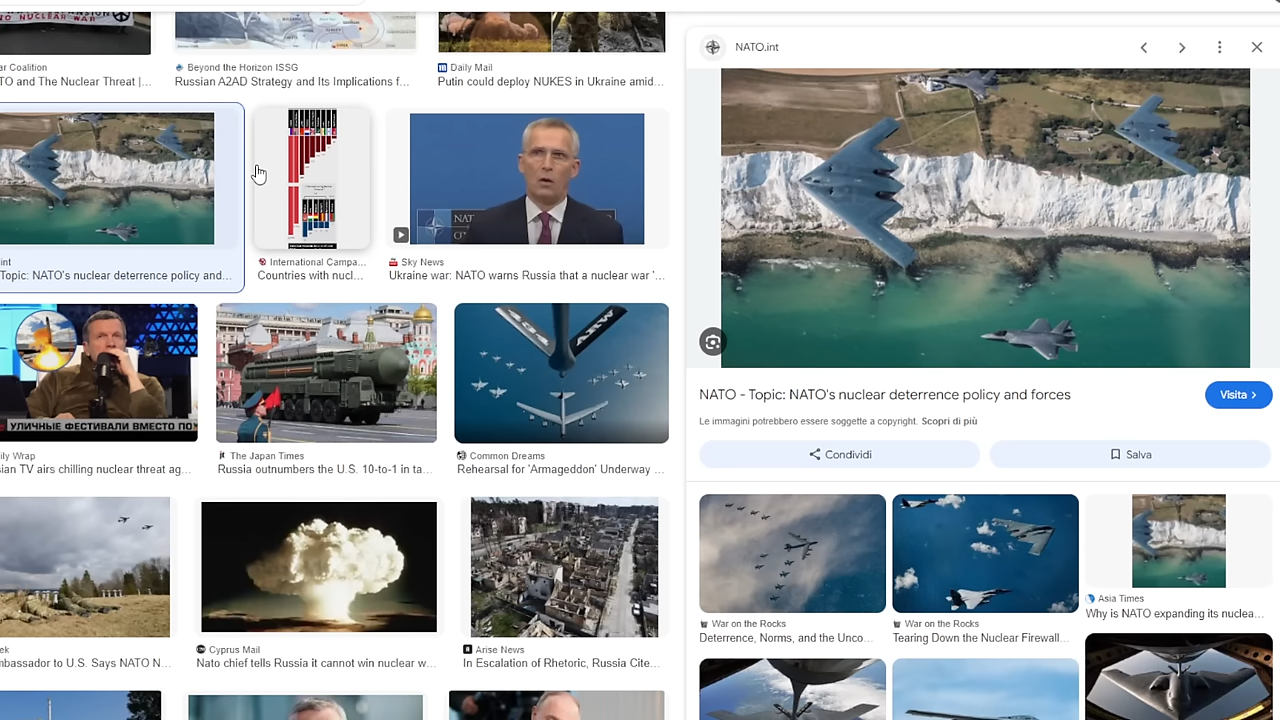 ar Coalition
TO and The Nuclear Threat |...
Beyond the Horizon ISSG
Russian A2AD Strategy and Its Implications f...
Daily Mail
Putin could deploy NUKES in Ukraine amid...
int
Topic: NATO's nuclear deterrence policy and...
International Campa...
Countries with nucl...
Sky News
Ukraine war: NATO warns Russia that a nuclear war '...
УЛИЧНЫЕ ФЕСТИВАЛИ ВМЕСТО ПО
ily Wrap
sian TV airs chilling nuclear threat ag...
The Japan Times
Russia outnumbers the U.S. 10-to-1 in ta...
Common Dreams
Rehearsal for 'Armageddon' Underway ...
ek
mbassador to U.S. Says NATO N...
Cyprus Mail
Nato chief tells Russia it cannot win nuclear w...
Arise News
In Escalation of Rhetoric, Russia Cite...
NATO.int
NATO - Topic: NATO's nuclear deterrence policy and forces
Visita
Le immagini potrebbero essere soggette a copyright. Scopri di più
Condividi
Salva
War on the Rocks
Deterrence, Norms, and the Unco...
War on the Rocks
Tearing Down the Nuclear Firewall...
Asia Times
Why is NATO expanding its nuclea...